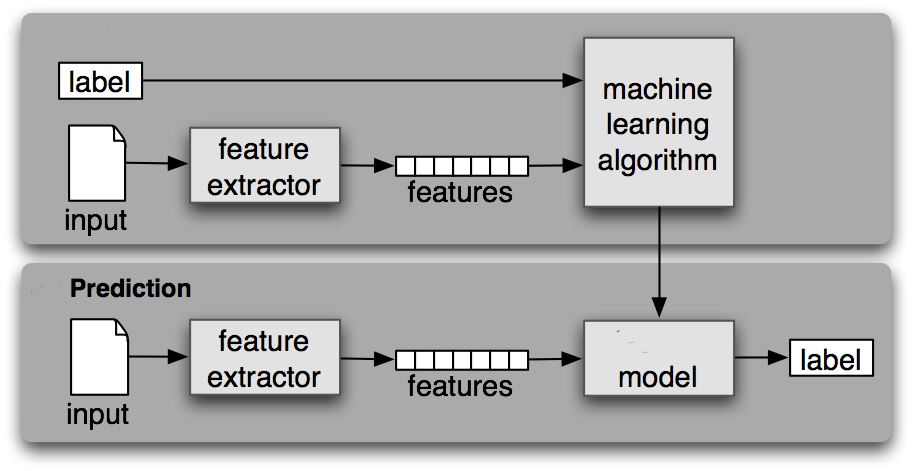 label
machine
learning
algorithm
feature
extractor
features
input
Prediction
feature
extractor
features
model
label
input